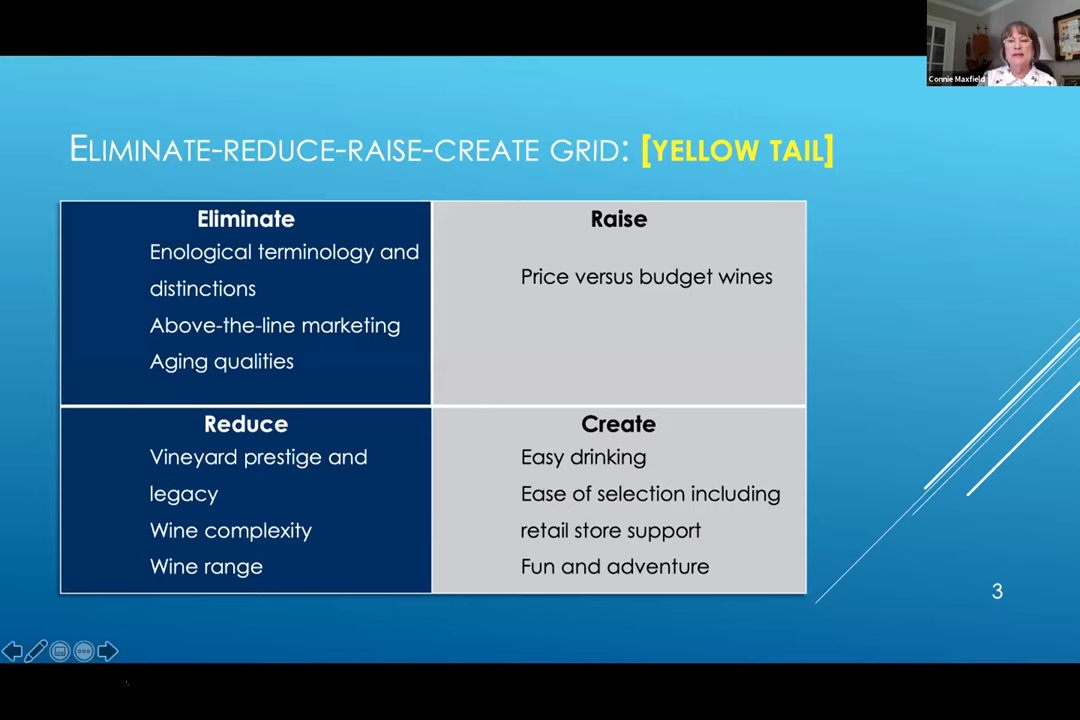 Connie Maxfield
ELIMINATE-REDUCE-RAISE-CREATE GRID: [YELLOW TAIL]
Eliminate
Enological terminology and
distinctions
Above-the-line marketing
Aging qualities
Raise
Price versus budget wines
Reduce
Vineyard prestige and
legacy
Wine complexity
Wine range
Create
Easy drinking
Ease of selection including
retail store support
Fun and adventure
3